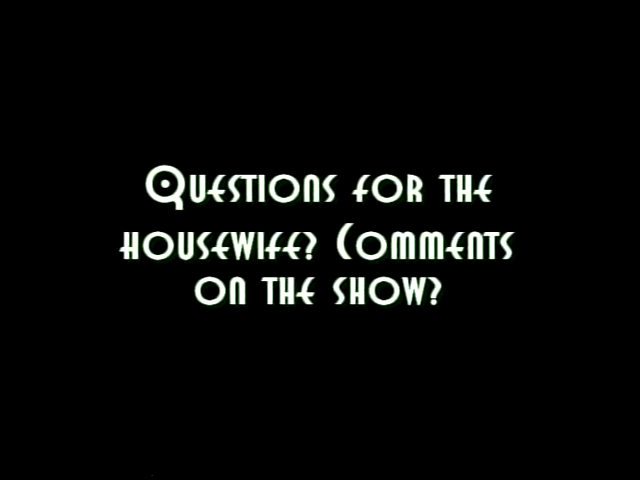 Questions for the
housewife? Comments
on the show?